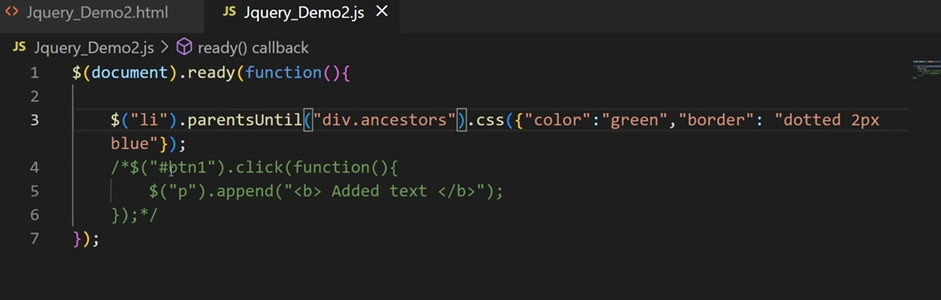 Jquery_Demo2.html
JS Jquery_Demo2.js
JS Jquery_Demo2.js > ready() callback
1 $(document).ready(function(){
2
3 $("li").parentsUntil("div.ancestors").css({"color":"green","border": "dotted 2px
blue"});
4 /*$("#btn1").click(function(){
5 $("p").append("<b> Added text </b>");
6 });*/
7 });